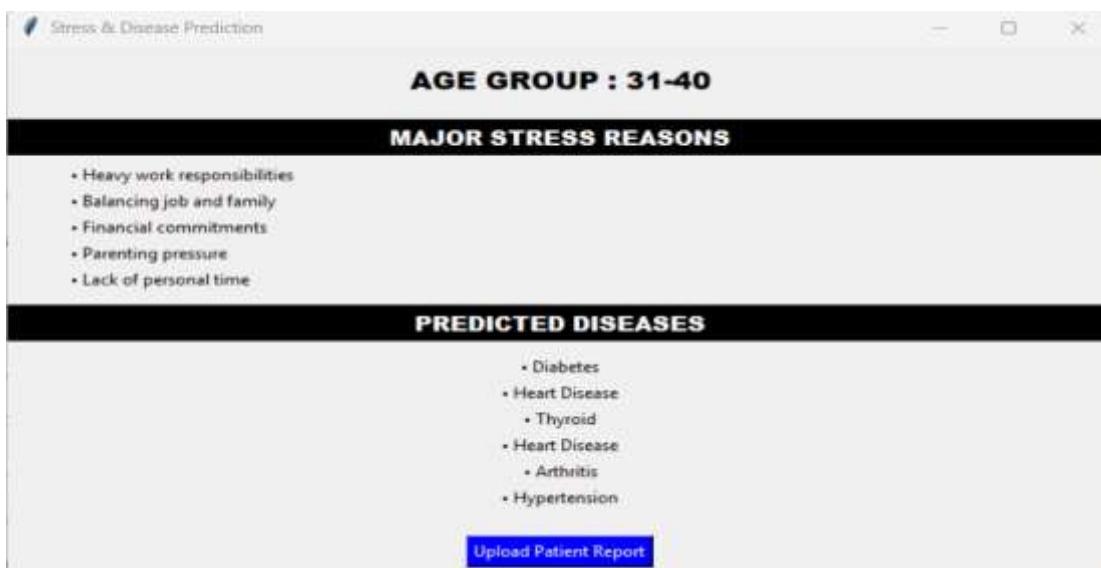 Stress & Disease Prediction
AGE GROUP : 31-40
MAJOR STRESS REASONS
• Heavy work responsibilities
• Balancing job and family
• Financial commitments
• Parenting pressure
• Lack of personal time
PREDICTED DISEASES
• Diabetes
• Heart Disease
• Thyroid
• Heart Disease
• Arthritis
• Hypertension
Upload Patient Report